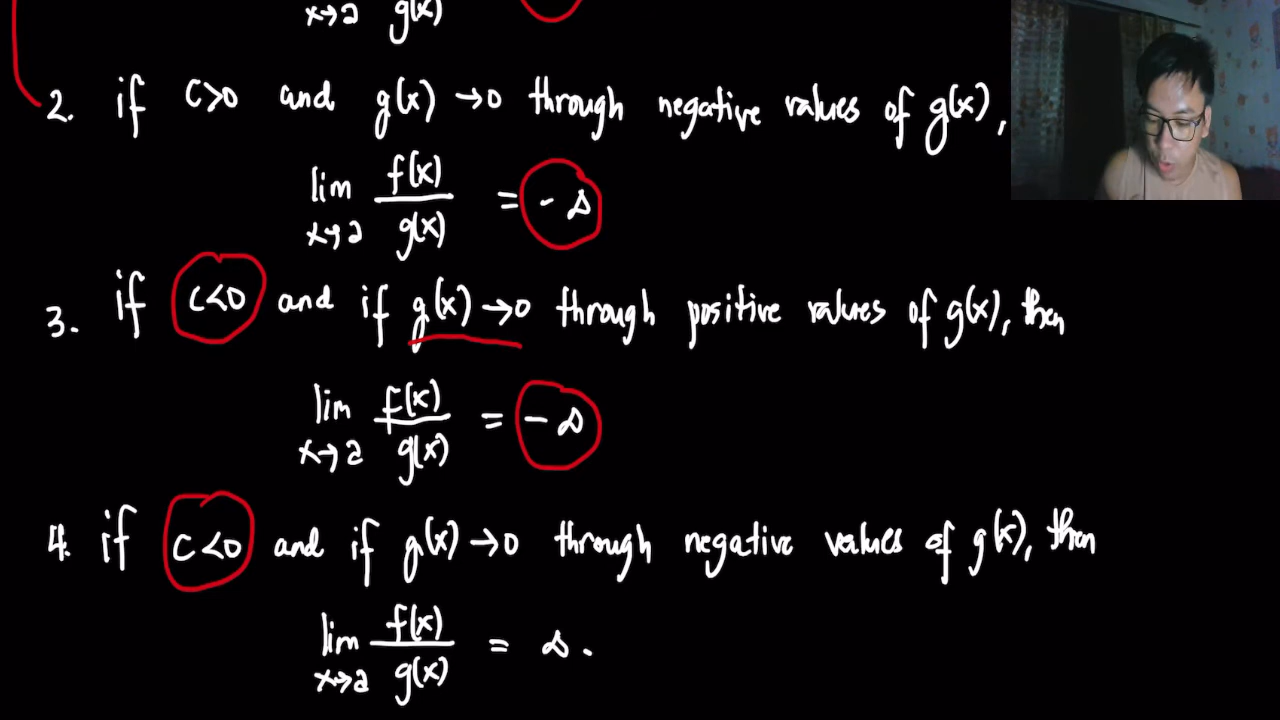 x→a g(x)
2. if c>0 and g(x) →0 through negative values of g(x),
lim x→a f(x)/g(x) = -∞
3. if c<0 and if g(x) →0 through positive values of g(x), then
lim x→a f(x)/g(x) = -∞
4. if c<0 and if g(x) →0 through negative values of g(x), then
lim x→a f(x)/g(x) = ∞.